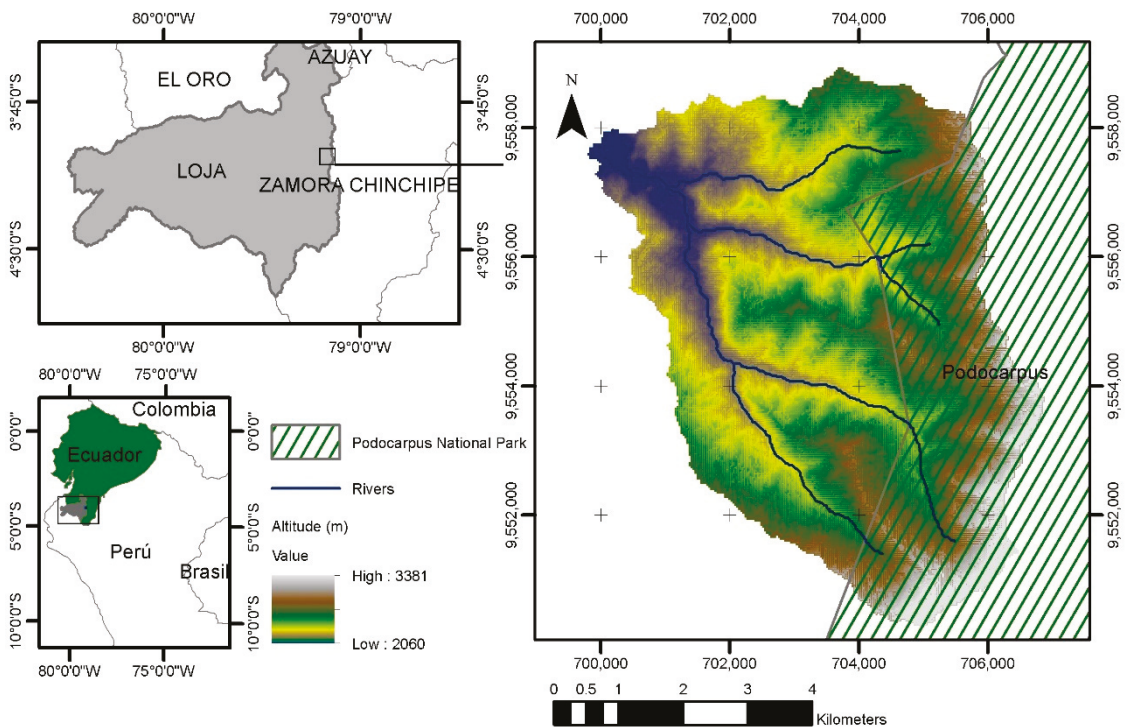 80°0'0"W
79°0'0"W
AZUAY
EL ORO
3°45'0"S
3°45'0"S
LOJA
ZAMORA CHINCHIPE
4°30'0"S
4°30'0"S
80°0'0"W
79°0'0"W
80°0'0"W
75°0'0"W
Colombia
0°0'0"
0°0'0"
Ecuador
5°0'0"S
5°0'0"S
Perú
Brasil
10°0'0"S
10°0'0"S
80°0'0"W
75°0'0"W
Podocarpus National Park
Rivers
Altitude (m)
Value
High : 3381
Low : 2060
700,000
702,000
704,000
706,000
N
9,558,000
9,558,000
9,556,000
9,556,000
9,554,000
9,554,000
Podocarpus
9,552,000
9,552,000
700,000
702,000
704,000
706,000
0 0.5 1 2 3 4
Kilometers